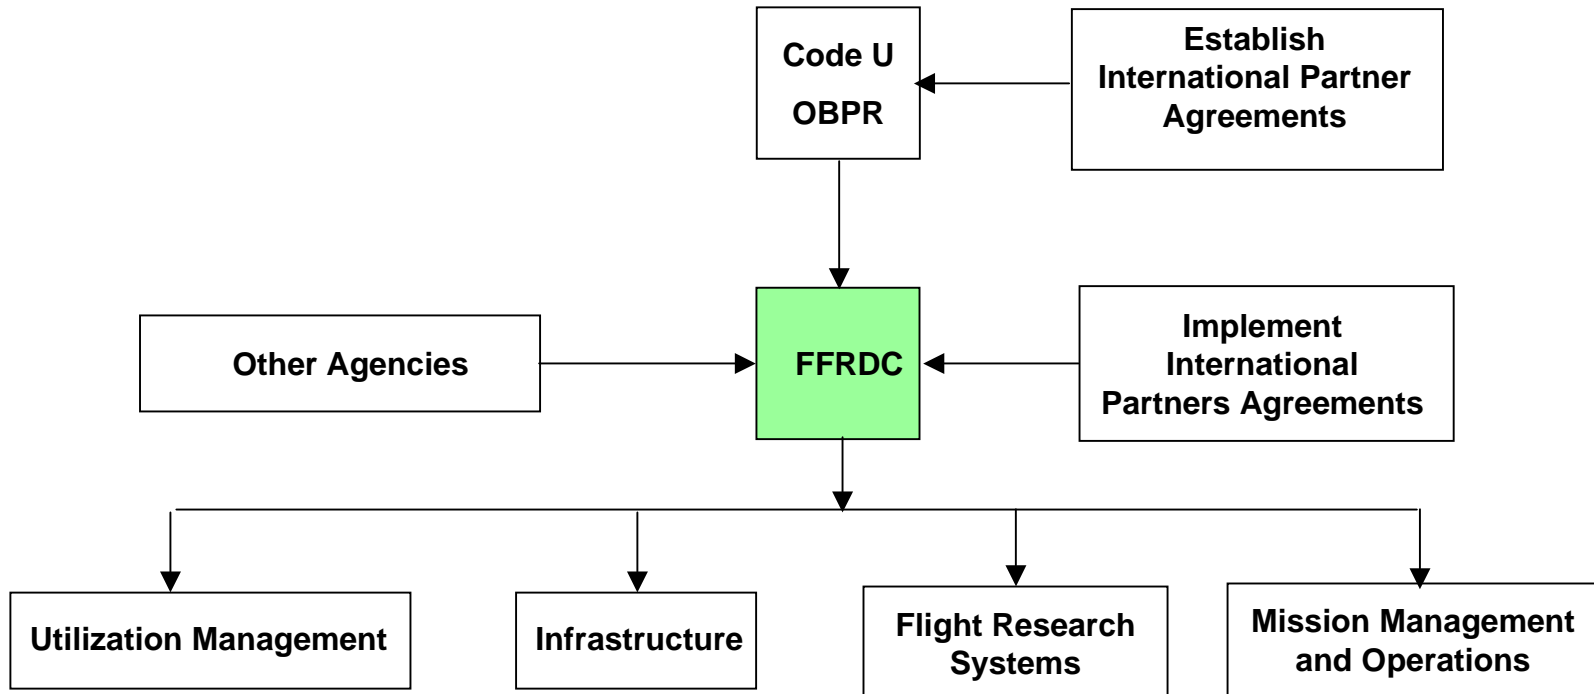 Code U
OBPR
Establish
International Partner
Agreements
Other Agencies
FFRDC
Implement
International
Partners Agreements
Utilization Management
Infrastructure
Flight Research
Systems
Mission Management
and Operations